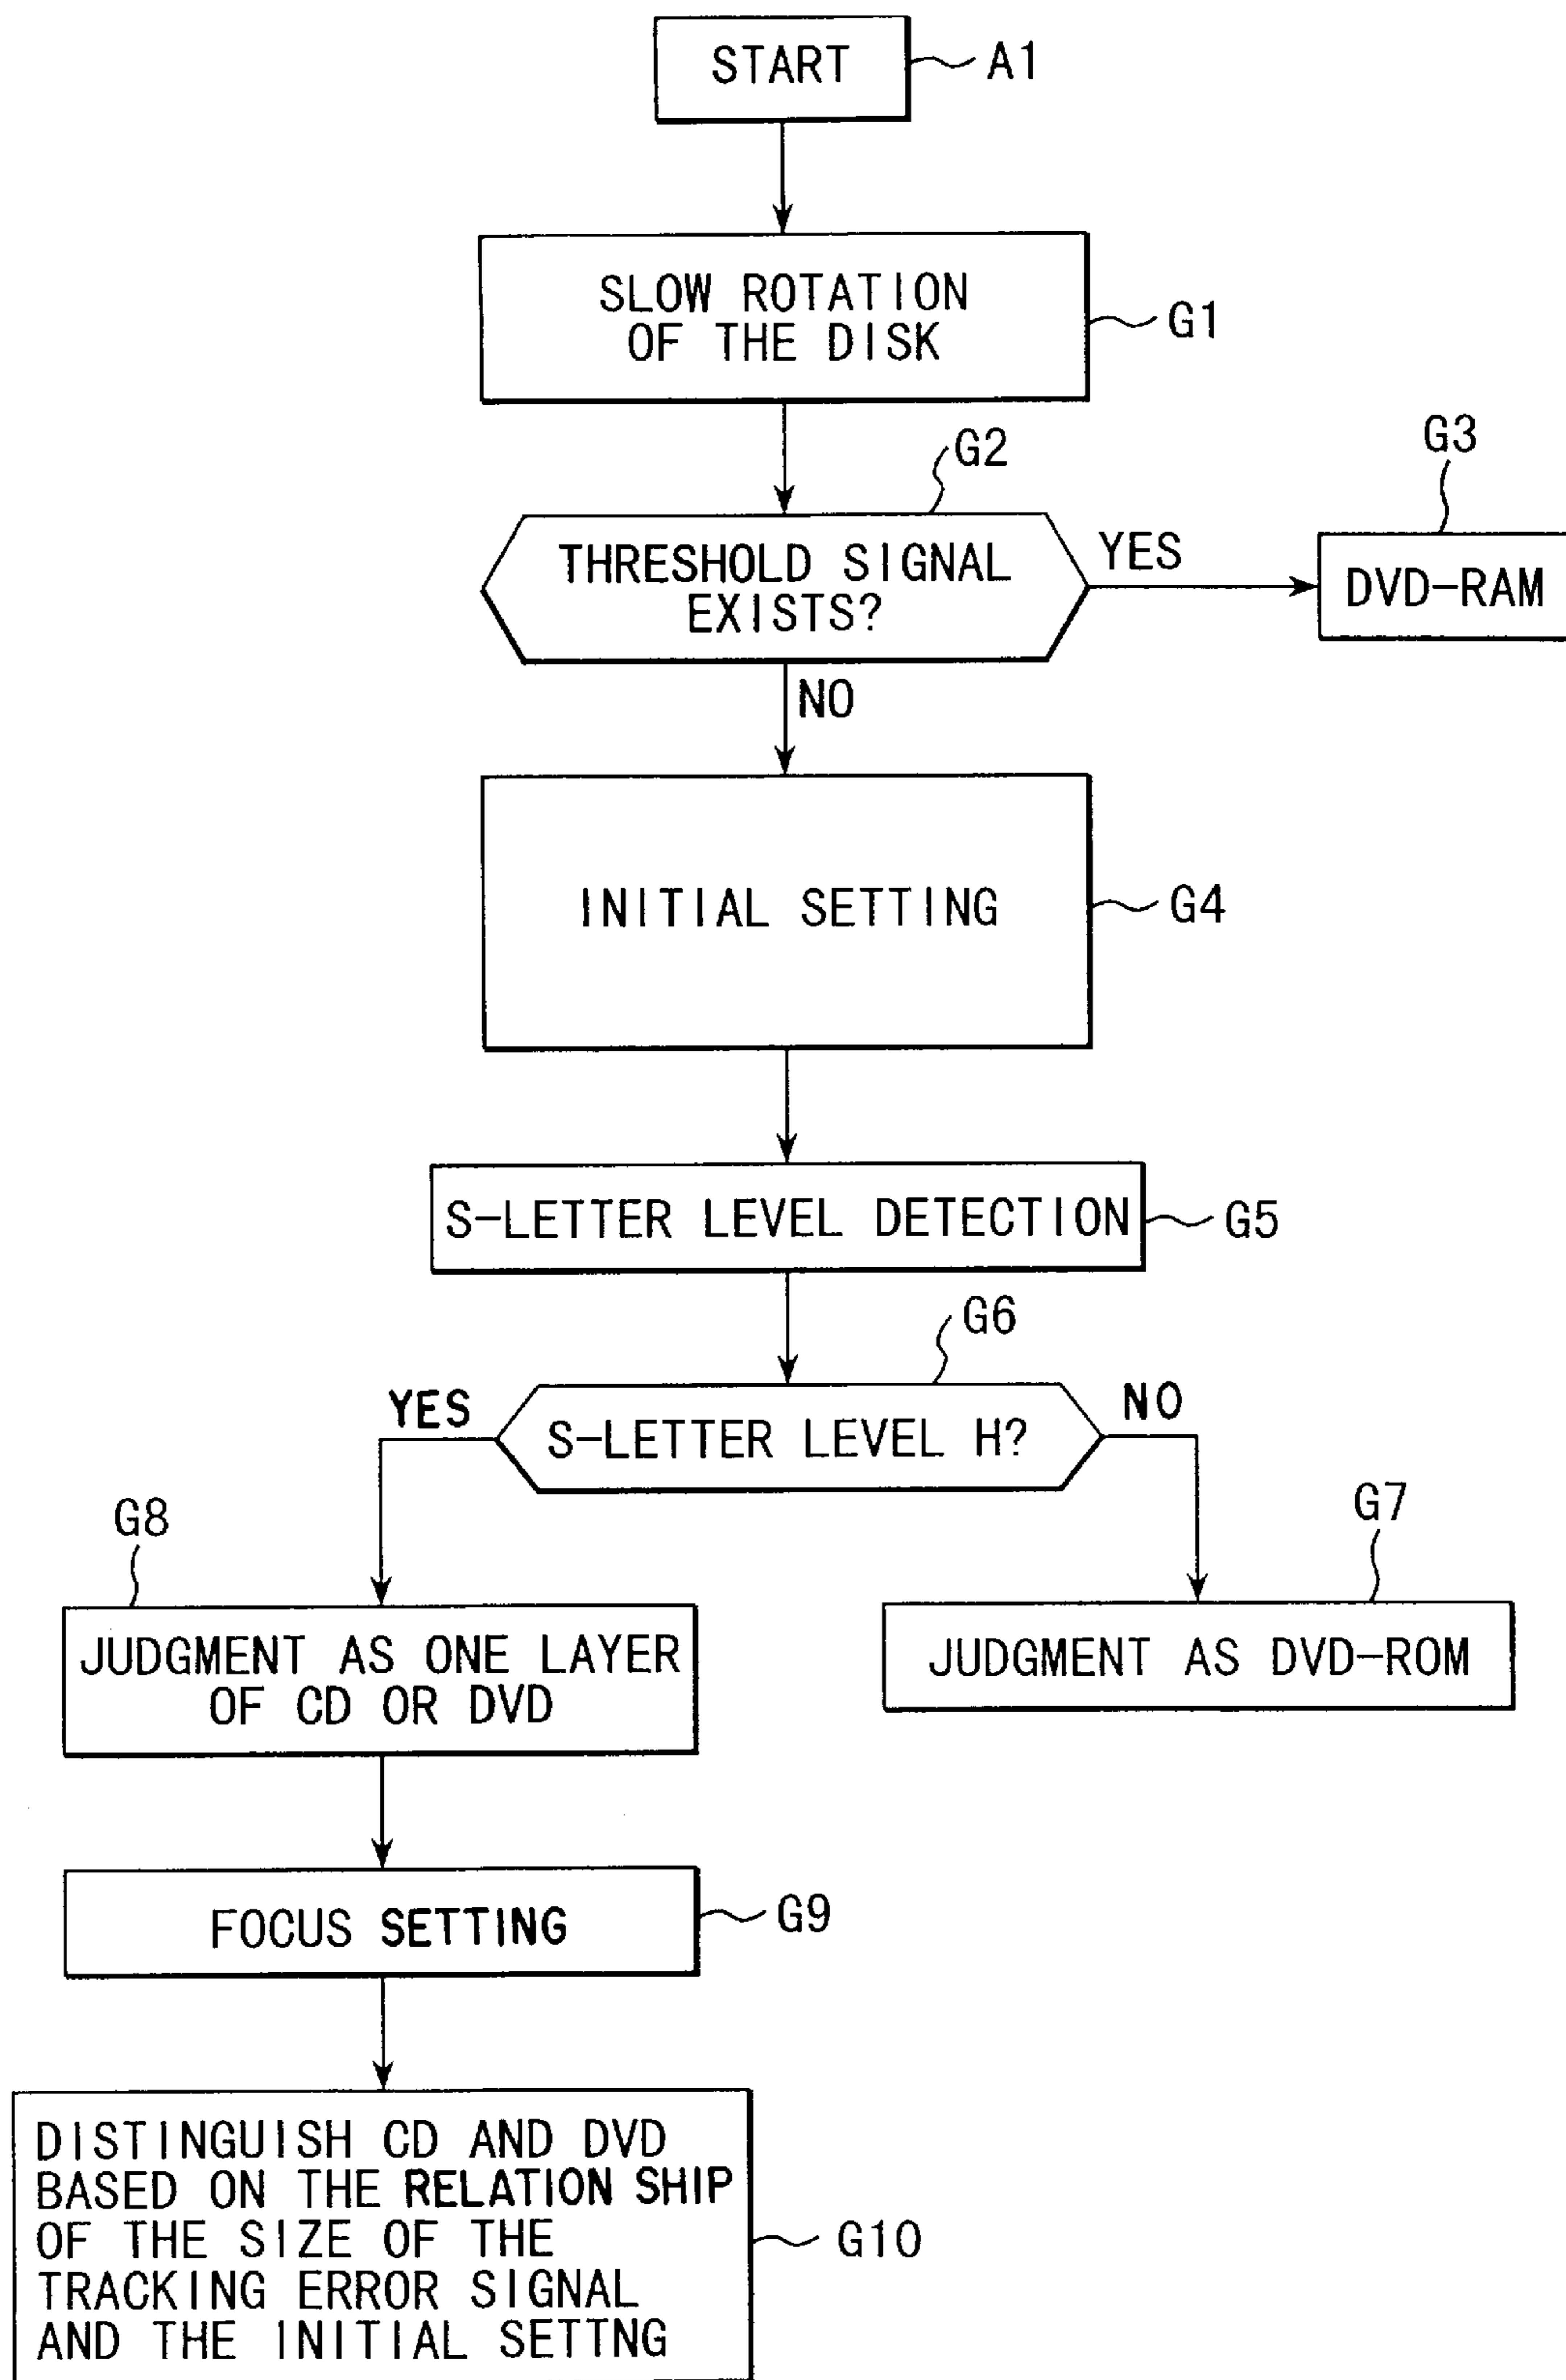 START
A1
SLOW ROTATION
OF THE DISK
G1
G2
THRESHOLD SIGNAL
EXISTS?
YES
G3
DVD-RAM
NO
INITIAL SETTING
G4
S-LETTER LEVEL DETECTION
G5
G6
YES
S-LETTER LEVEL H?
NO
G8
G7
JUDGMENT AS ONE LAYER
OF CD OR DVD
JUDGMENT AS DVD-ROM
FOCUS SETTING
G9
DISTINGUISH CD AND DVD
BASED ON THE RELATION SHIP
OF THE SIZE OF THE
TRACKING ERROR SIGNAL
AND THE INITIAL SETTNG
G10